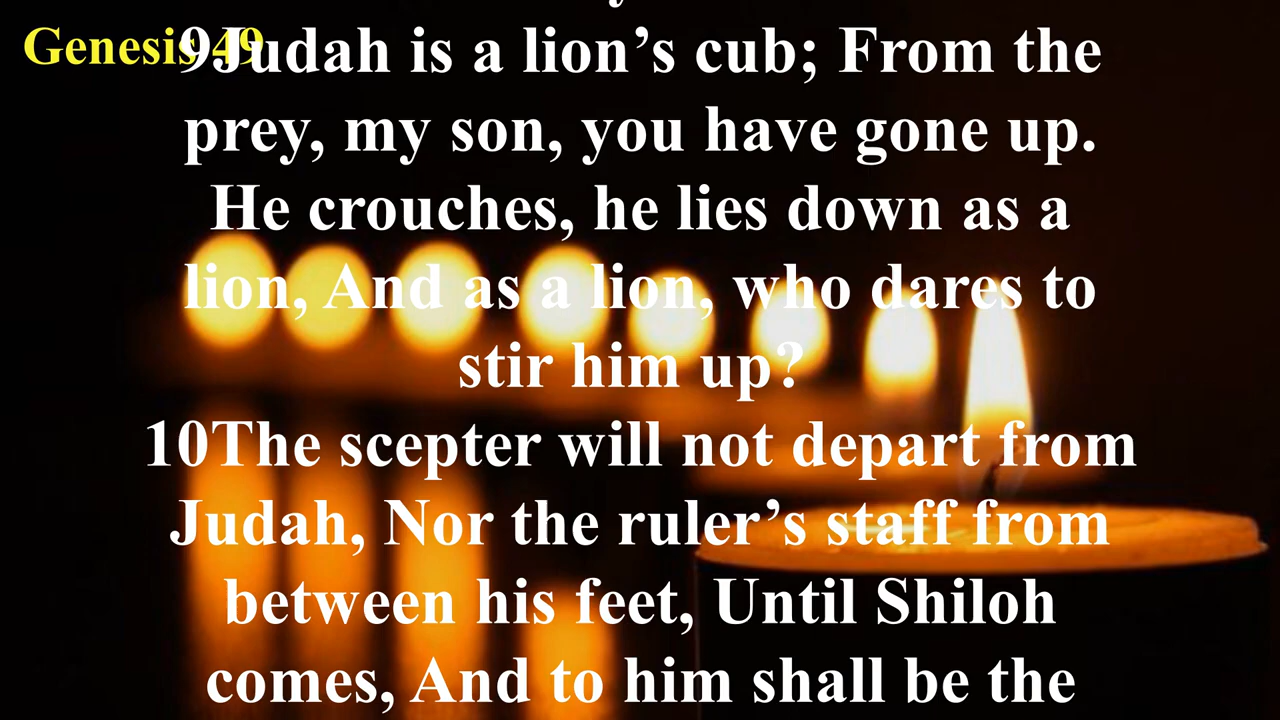 Genesis 49
9Judah is a lion’s cub; From the
prey, my son, you have gone up.
He crouches, he lies down as a
lion, And as a lion, who dares to
stir him up?
10The scepter will not depart from
Judah, Nor the ruler’s staff from
between his feet, Until Shiloh
comes, And to him shall be the